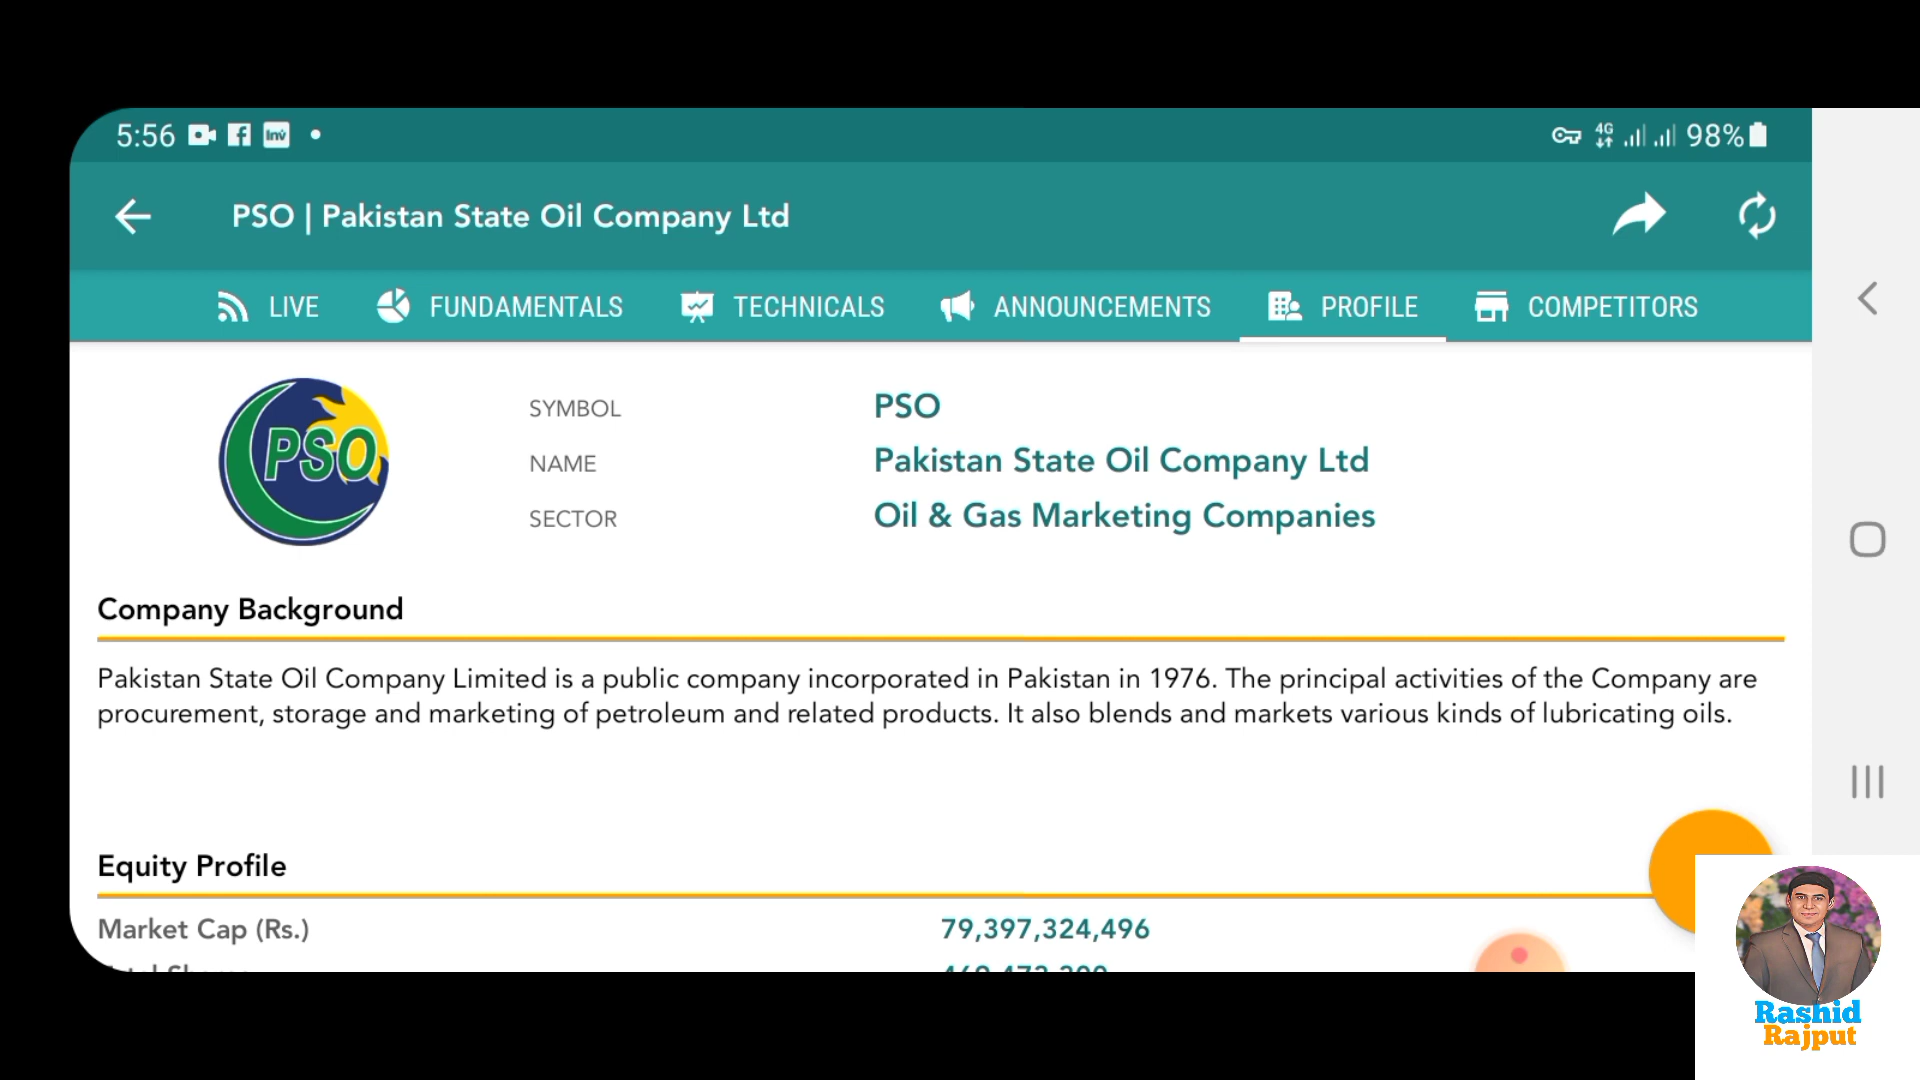 5:56
4G
98%
PSO | Pakistan State Oil Company Ltd
LIVE FUNDAMENTALS TECHNICALS ANNOUNCEMENTS PROFILE COMPETITORS
PSO
SYMBOL PSO
NAME Pakistan State Oil Company Ltd
SECTOR Oil & Gas Marketing Companies
Company Background
Pakistan State Oil Company Limited is a public company incorporated in Pakistan in 1976. The principal activities of the Company are
procurement, storage and marketing of petroleum and related products. It also blends and markets various kinds of lubricating oils.
Equity Profile
Market Cap (Rs.) 79,397,324,496
Rashid
Rajput